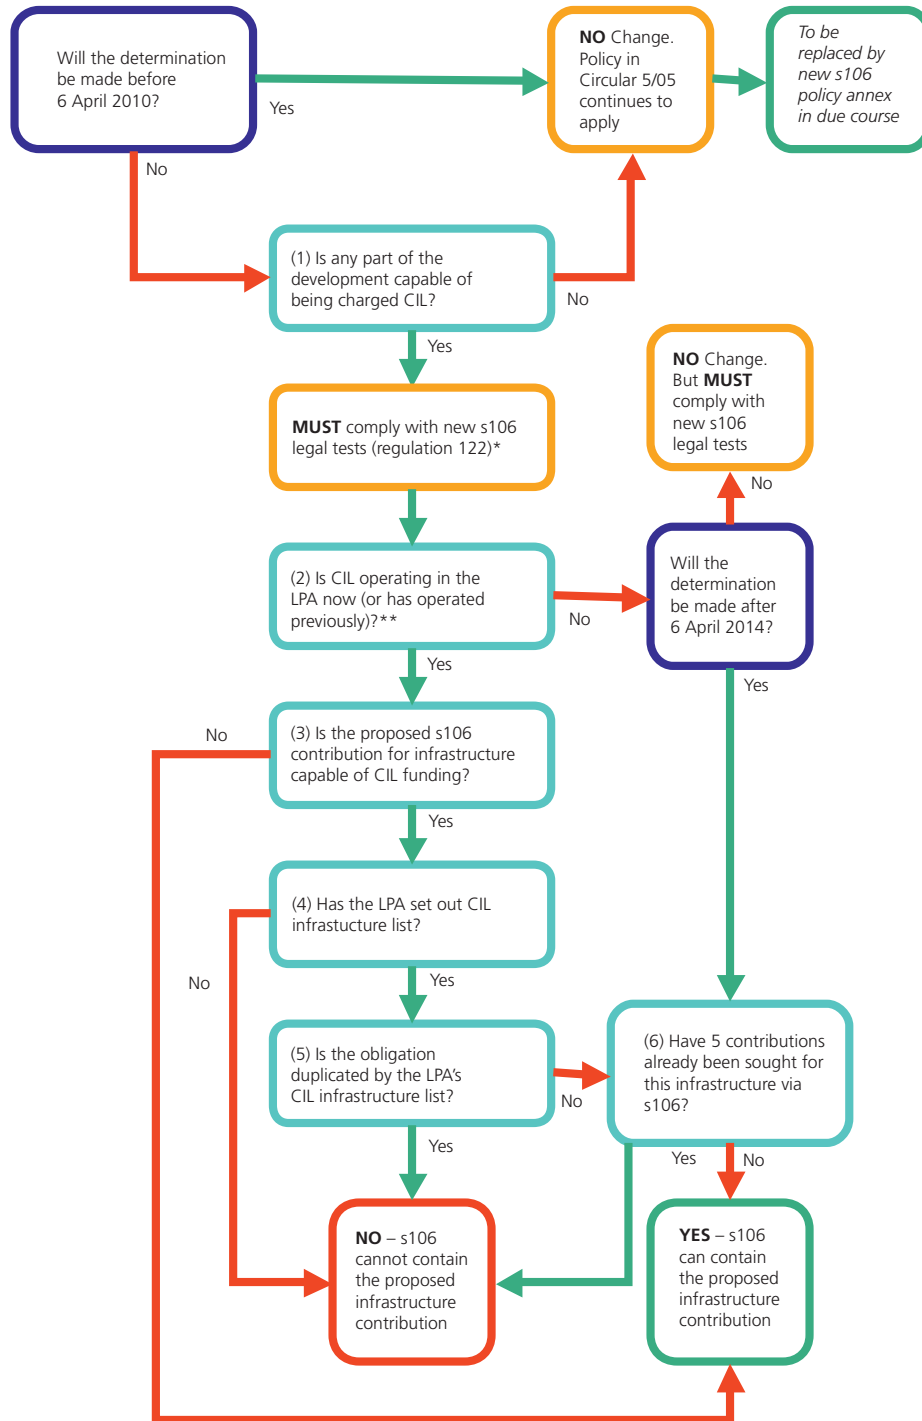 Will the determination
be made before
6 April 2010?
Yes
NO Change.
Policy in
Circular 5/05
continues to
apply
To be
replaced by
new s106
policy annex
in due course
No
(1) Is any part of the
development capable of
being charged CIL?
No
Yes
MUST comply with new s106
legal tests (regulation 122)*
NO Change.
But MUST
comply with
new s106
legal tests
No
(2) Is CIL operating in the
LPA now (or has operated
previously)?**
No
Will the
determination
be made after
6 April 2014?
Yes
Yes
(3) Is the proposed s106
contribution for infrastructure
capable of CIL funding?
No
Yes
(4) Has the LPA set out CIL
infrastucture list?
No
Yes
(5) Is the obligation
duplicated by the LPA’s
CIL infrastructure list?
No
(6) Have 5 contributions
already been sought for
this infrastructure via
s106?
Yes
Yes
No
NO – s106
cannot contain
the proposed
infrastructure
contribution
YES – s106
can contain
the proposed
infrastructure
contribution